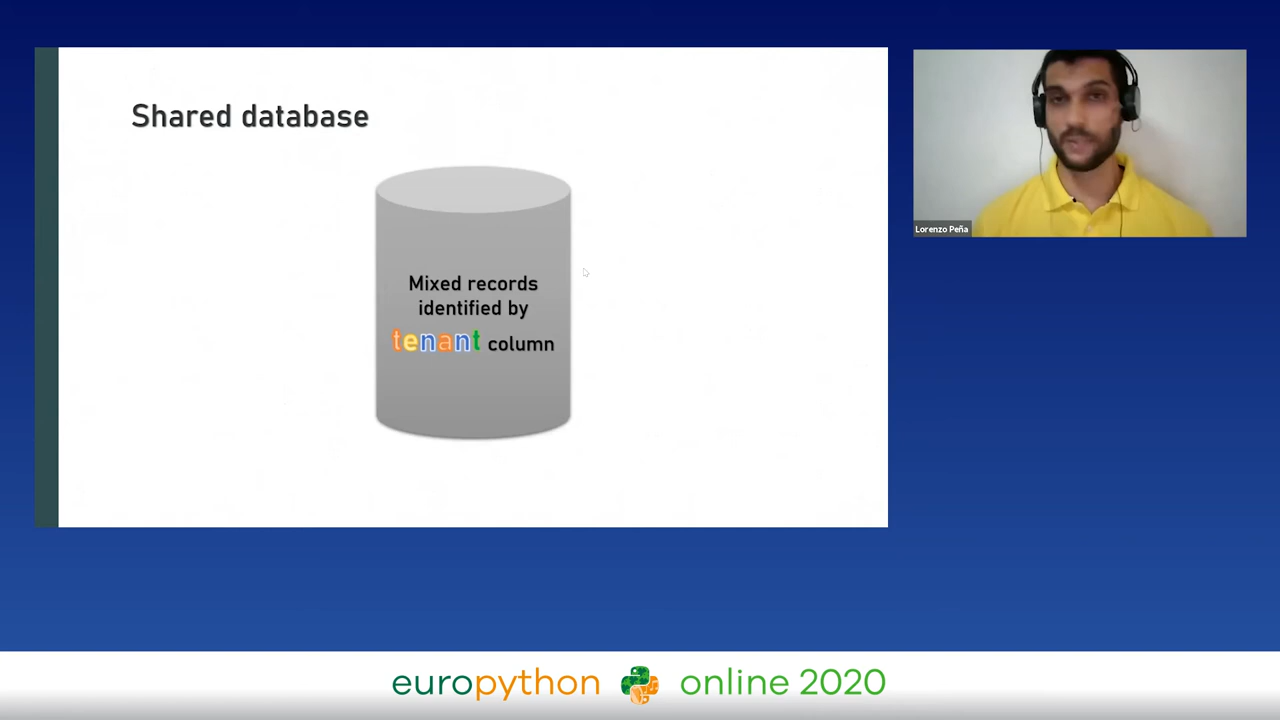 Shared database
Mixed records
identified by
tenant column
Lorenzo Peña
europython online 2020